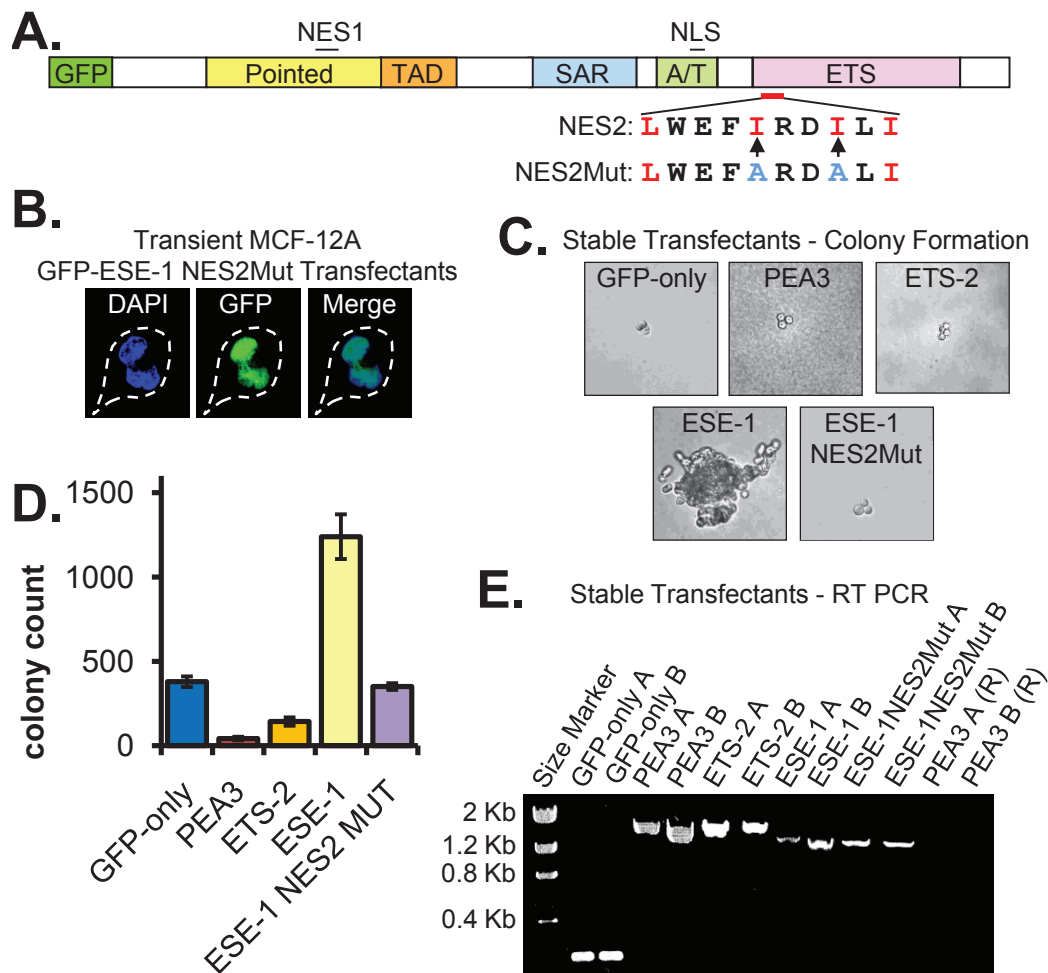 A.
NES1
NLS
GFP
Pointed
TAD
SAR
A/T
ETS
NES2: L W E F I R D I L I
NES2Mut: L W E F A R D A L I
B.
Transient MCF-12A
GFP-ESE-1 NES2Mut Transfectants
DAPI
GFP
Merge
C.
Stable Transfectants - Colony Formation
GFP-only
PEA3
ETS-2
ESE-1
ESE-1
NES2Mut
D.
colony count
1500
1000
500
0
GFP-only
PEA3
ETS-2
ESE-1
ESE-1 NES2 MUT
E.
Stable Transfectants - RT PCR
Size Marker
GFP-only A
GFP-only B
PEA3 A
PEA3 B
ETS-2 A
ETS-2 B
ESE-1 A
ESE-1 B
ESE-1NES2Mut A
ESE-1NES2Mut B
PEA3 A (R)
PEA3 B (R)
2 Kb
1.2 Kb
0.8 Kb
0.4 Kb